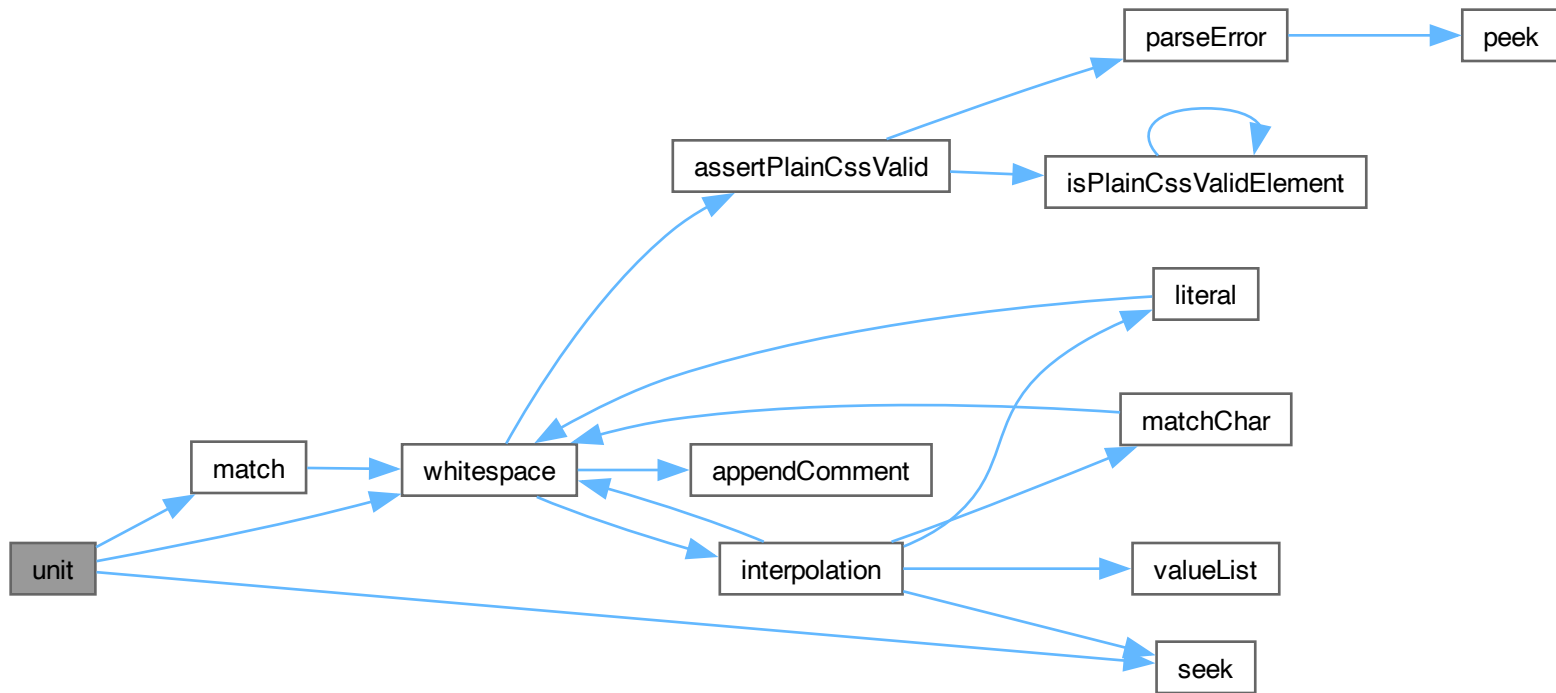 parseError
peek
assertPlainCssValid
isPlainCssValidElement
literal
matchChar
match
whitespace
appendComment
unit
interpolation
valueList
seek